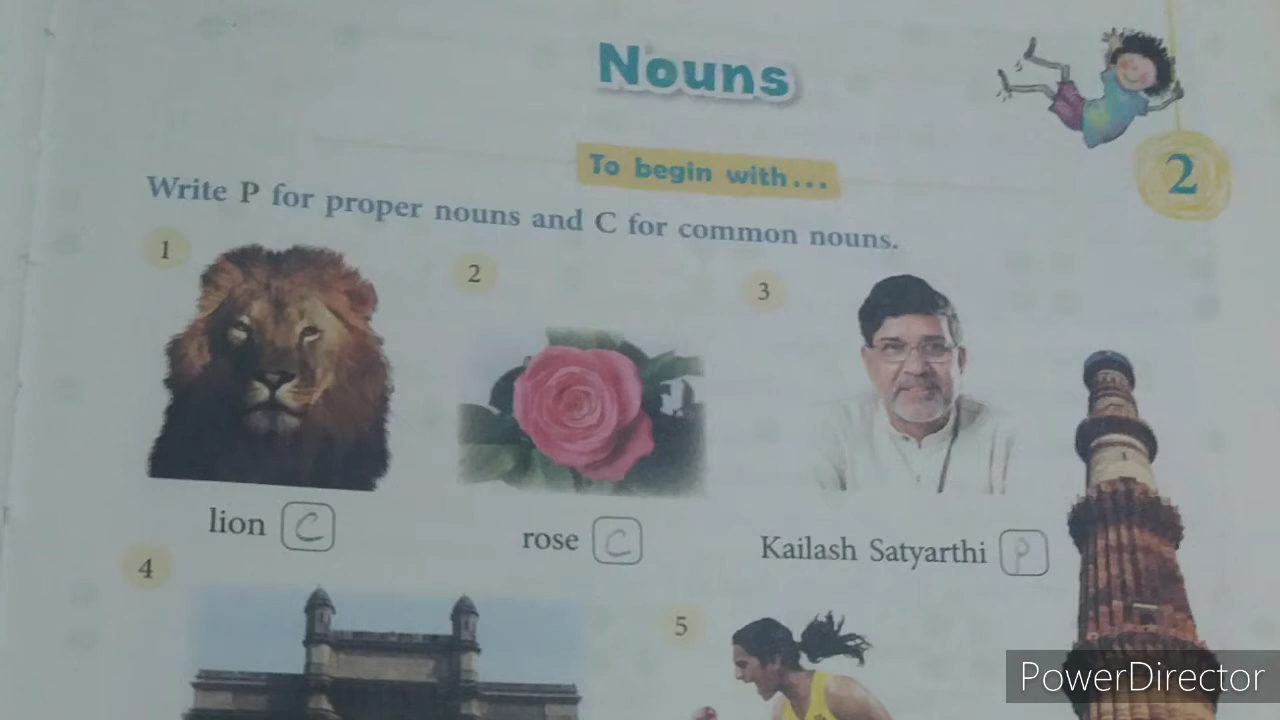 Nouns
2
To begin with...
Write P for proper nouns and C for common nouns.
1
2
3
lion C
rose C
Kailash Satyarthi P
4
5
PowerDirector